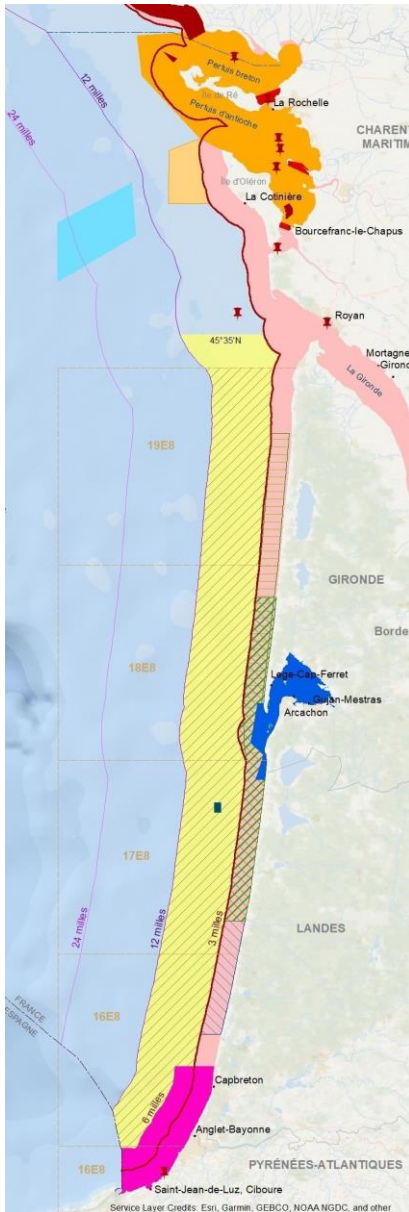 12 milles
24 milles
Pertuis breton
Île de Ré
La Rochelle
Pertuis d'antioche
CHAREN
MARITIM
Île d'Oléron
La Cotinière
Bourcefranc-le-Chapus
Royan
45°35'N
Mortagne
-Girond
La Gironde
19E8
GIRONDE
Borde
18E8
Lege-Cap-Ferret
Gujan-Mestras
Arcachon
17E8
24 milles
12 milles
3 milles
LANDES
16E8
FRANCE
ESPAGNE
6 milles
Capbreton
Anglet-Bayonne
16E8
PYRÉNÉES-ATLANTIQUES
Saint-Jean-de-Luz, Ciboure
Service Layer Credits: Esri, Garmin, GEBCO, NOAA NGDC, and other